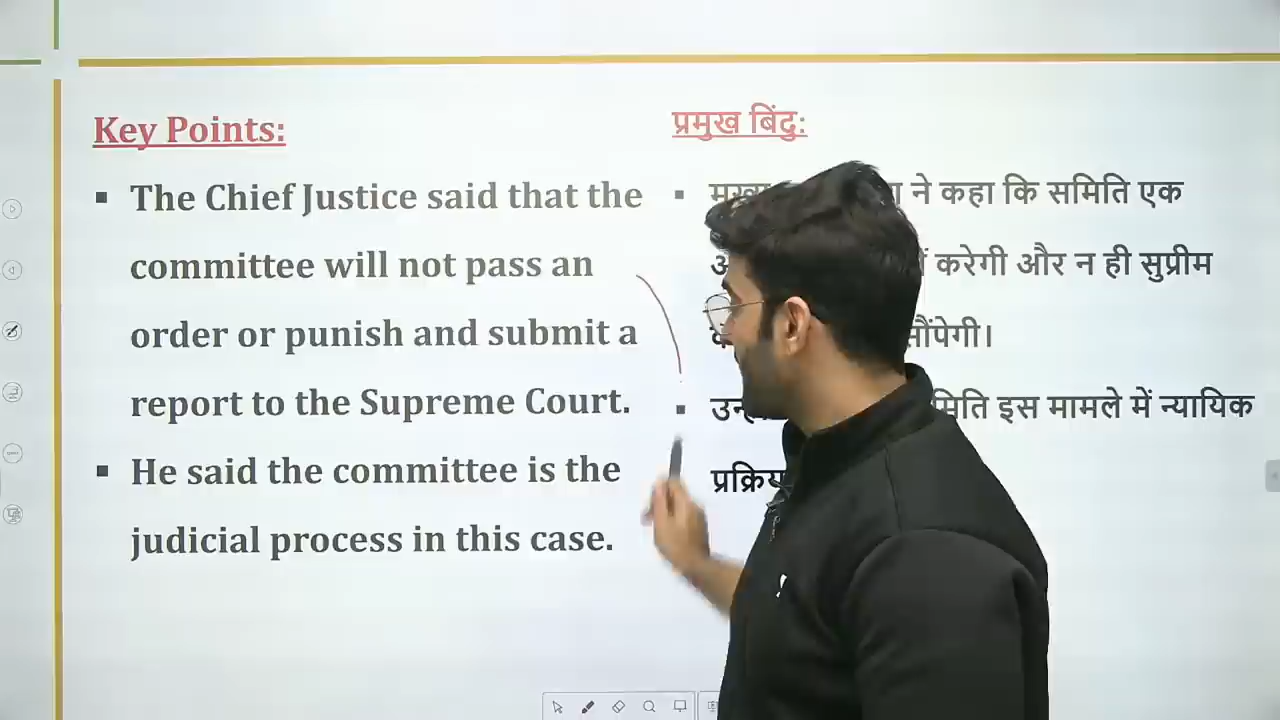 Key Points:
▪ The Chief Justice said that the
committee will not pass an
order or punish and submit a
report to the Supreme Court.
▪ He said the committee is the
judicial process in this case.
प्रमुख बिंदु:
▪ ने कहा कि समिति एक
करेगी और न ही सुप्रीम
सौंपेगी।
▪ इस मामले में न्यायिक